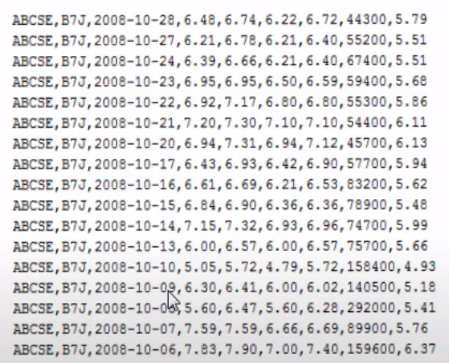 ABCSE,B7J,2008-10-28,6.48,6.74,6.22,6.72,44300,5.79
ABCSE,B7J,2008-10-27,6.21,6.78,6.21,6.40,55200,5.51
ABCSE,B7J,2008-10-24,6.39,6.66,6.21,6.40,67400,5.51
ABCSE,B7J,2008-10-23,6.95,6.95,6.50,6.59,59400,5.68
ABCSE,B7J,2008-10-22,6.92,7.17,6.80,6.80,55300,5.86
ABCSE,B7J,2008-10-21,7.20,7.30,7.10,7.10,54400,6.11
ABCSE,B7J,2008-10-20,6.94,7.31,6.94,7.12,45700,6.13
ABCSE,B7J,2008-10-17,6.43,6.93,6.42,6.90,57700,5.94
ABCSE,B7J,2008-10-16,6.61,6.69,6.21,6.53,83200,5.62
ABCSE,B7J,2008-10-15,6.84,6.90,6.36,6.36,78900,5.48
ABCSE,B7J,2008-10-14,7.15,7.32,6.93,6.96,74700,5.99
ABCSE,B7J,2008-10-13,6.00,6.57,6.00,6.57,75700,5.66
ABCSE,B7J,2008-10-10,5.05,5.72,4.79,5.72,158400,4.93
ABCSE,B7J,2008-10-09,6.30,6.41,6.00,6.02,140500,5.18
ABCSE,B7J,2008-10-08,5.60,6.47,5.60,6.28,292000,5.41
ABCSE,B7J,2008-10-07,7.59,7.59,6.66,6.69,89900,5.76
ABCSE,B7J,2008-10-06,7.83,7.90,7.00,7.40,159600,6.37